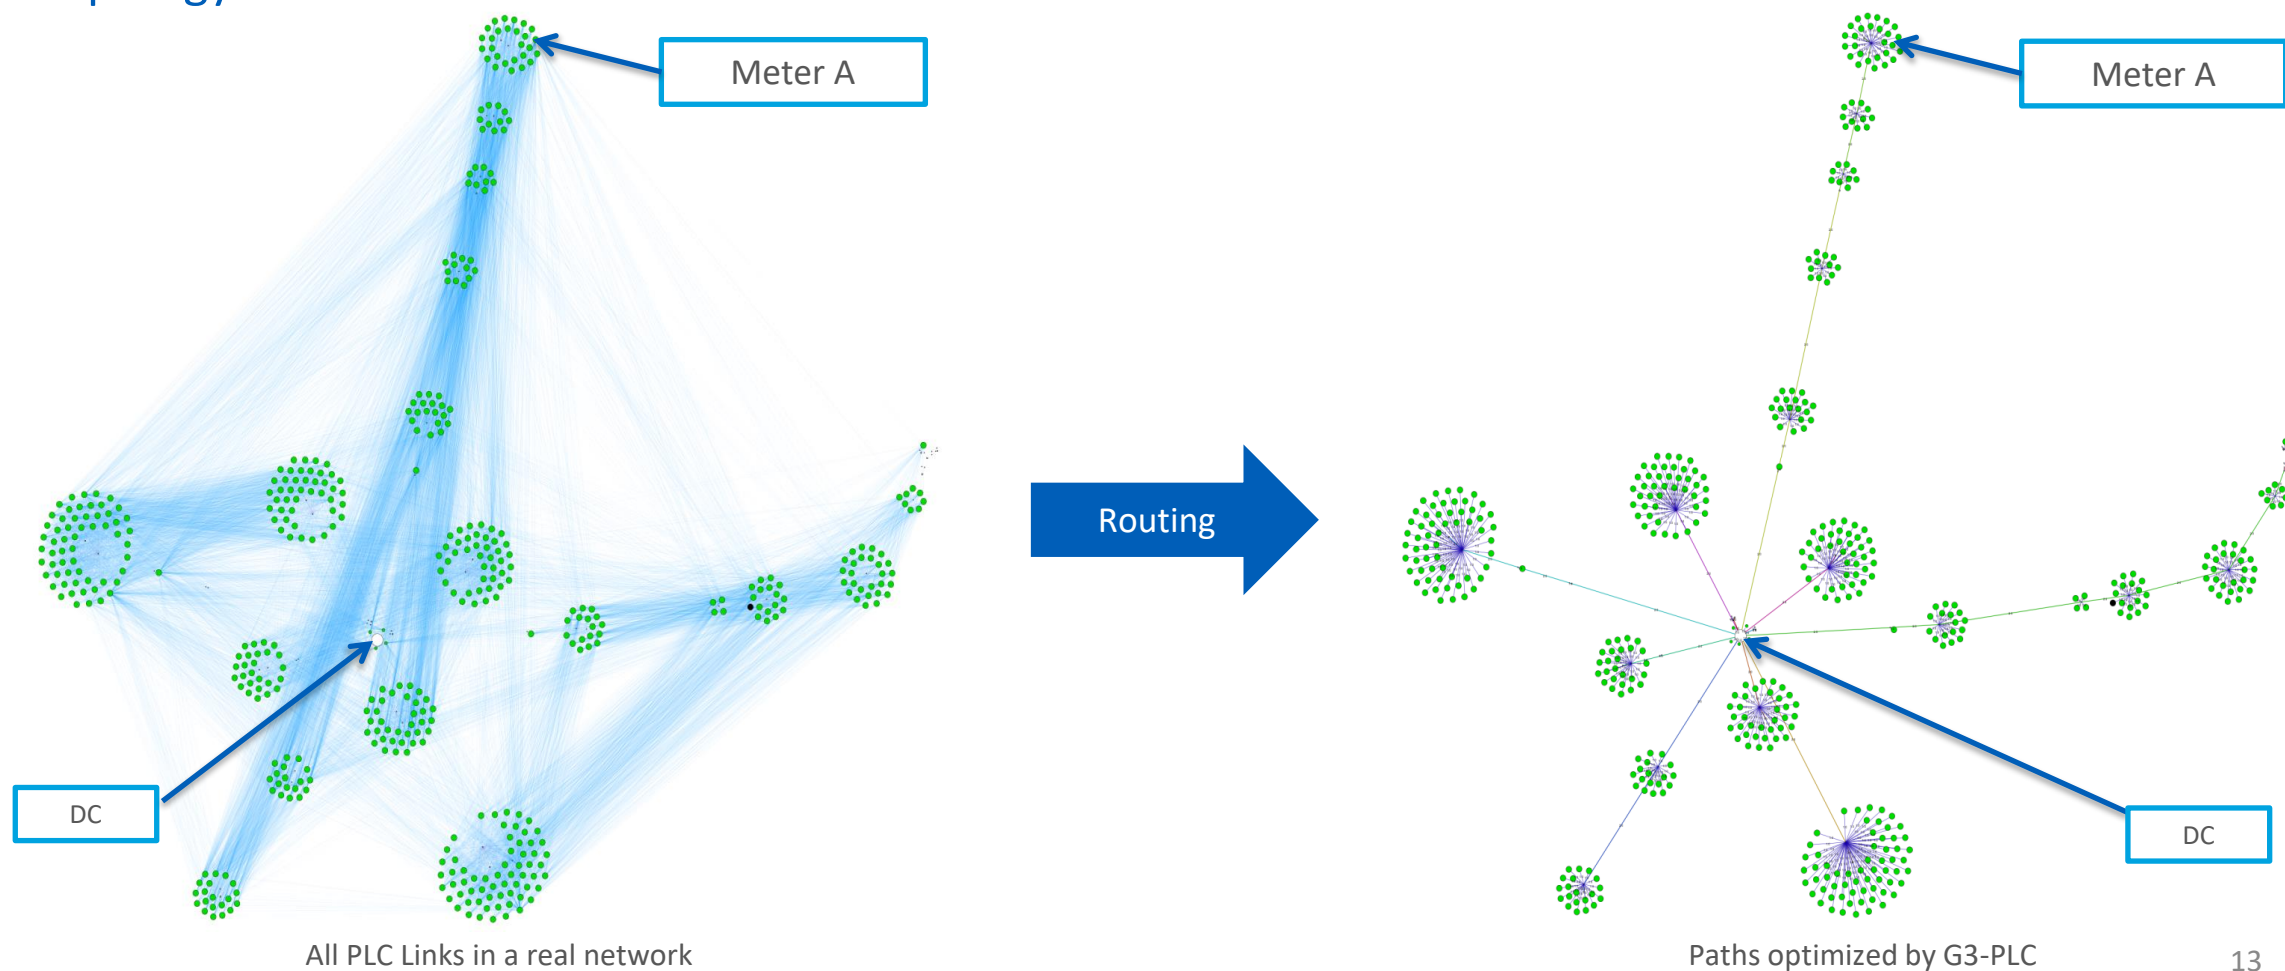 Meter A
Meter A
Routing
DC
DC
All PLC Links in a real network
Paths optimized by G3-PLC
13